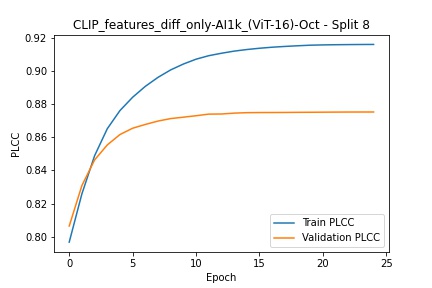 CLIP_features_diff_only-AI1k_(ViT-16)-Oct - Split 8
0.92
0.90
0.88
0.86
0.84
0.82
0.80
PLCC
0 5 10 15 20 25
Epoch
Train PLCC
Validation PLCC